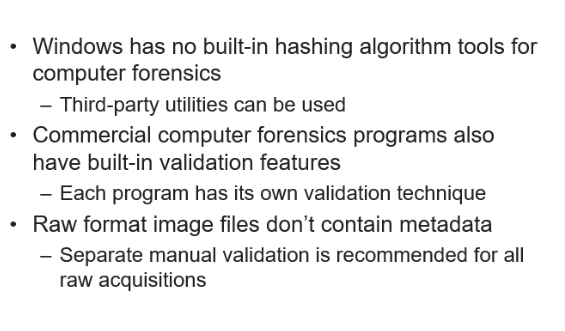 • Windows has no built-in hashing algorithm tools for
computer forensics
– Third-party utilities can be used
• Commercial computer forensics programs also
have built-in validation features
– Each program has its own validation technique
• Raw format image files don’t contain metadata
– Separate manual validation is recommended for all
raw acquisitions